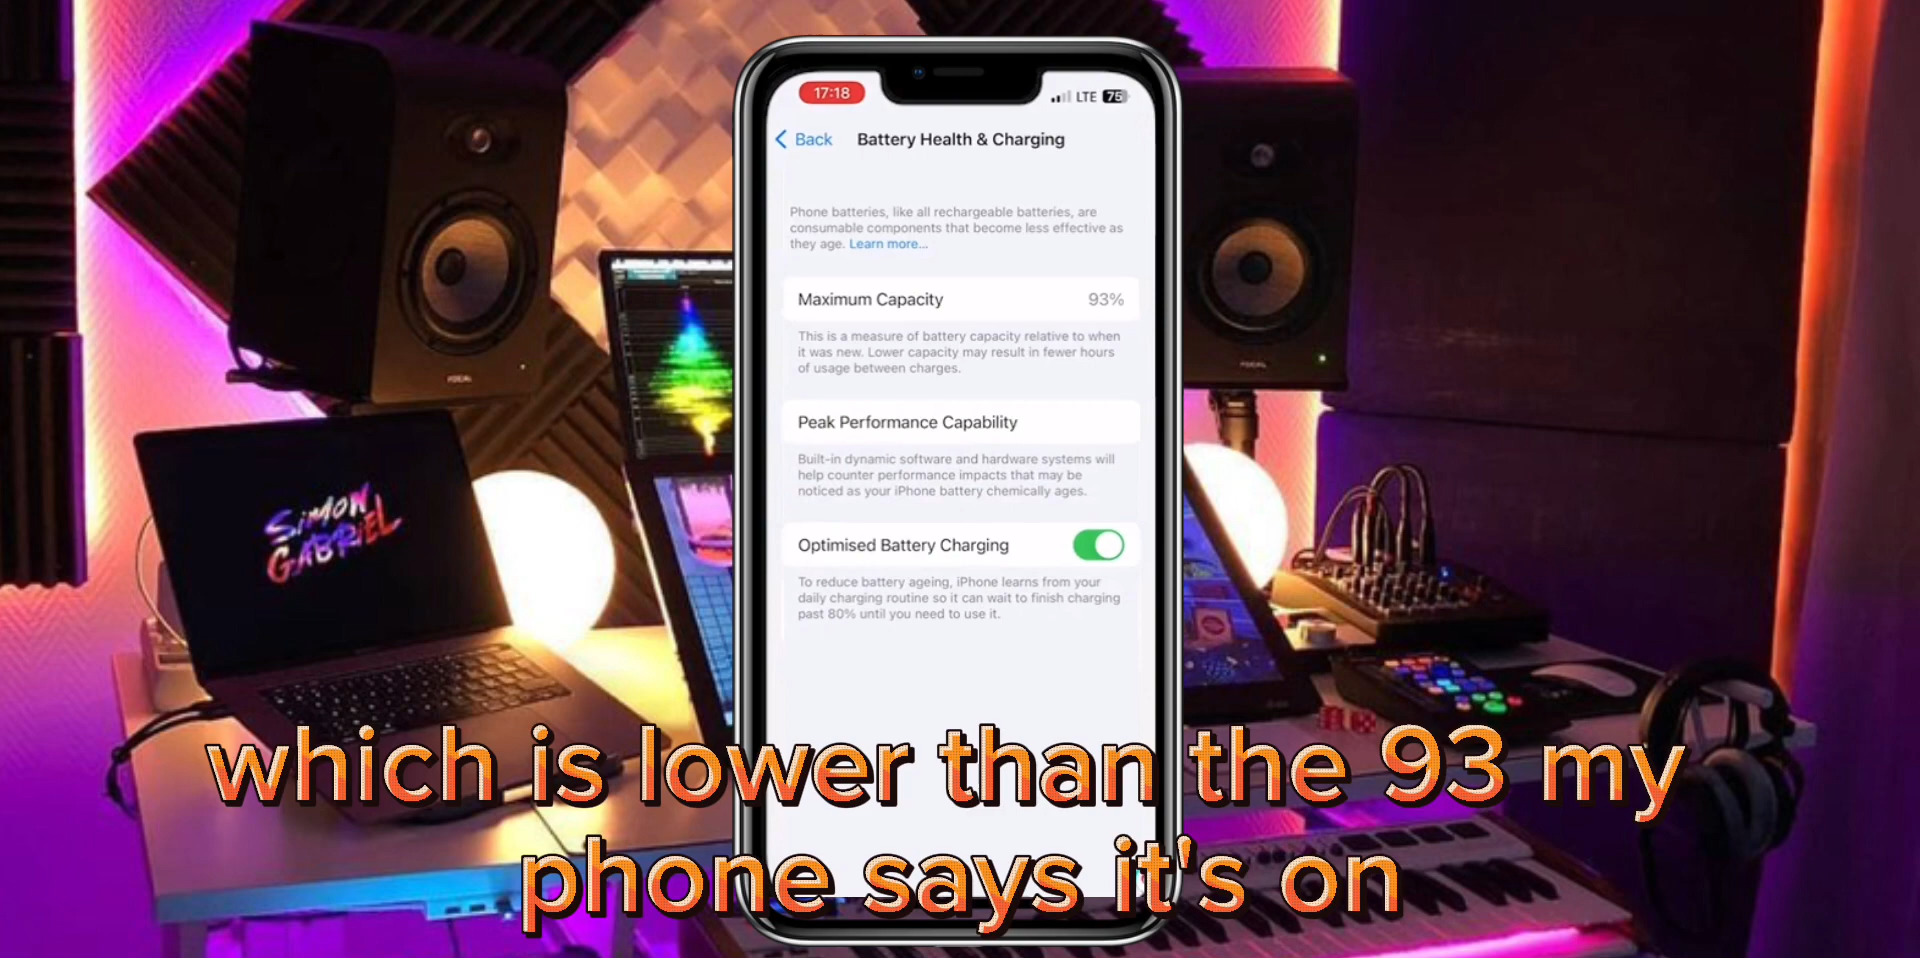 17:18
LTE 75
Back Battery Health & Charging
Phone batteries, like all rechargeable batteries, are
consumable components that become less effective as
they age. Learn more...
Maximum Capacity 93%
This is a measure of battery capacity relative to when
it was new. Lower capacity may result in fewer hours
of usage between charges.
Peak Performance Capability
Built-in dynamic software and hardware systems will
help counter performance impacts that may be
noticed as your iPhone battery chemically ages.
Optimised Battery Charging
To reduce battery ageing, iPhone learns from your
daily charging routine so it can wait to finish charging
past 80% until you need to use it.
FOCAL
FOCAL
SIMON
GABRIEL
which is lower than the 93 my
phone says it's on